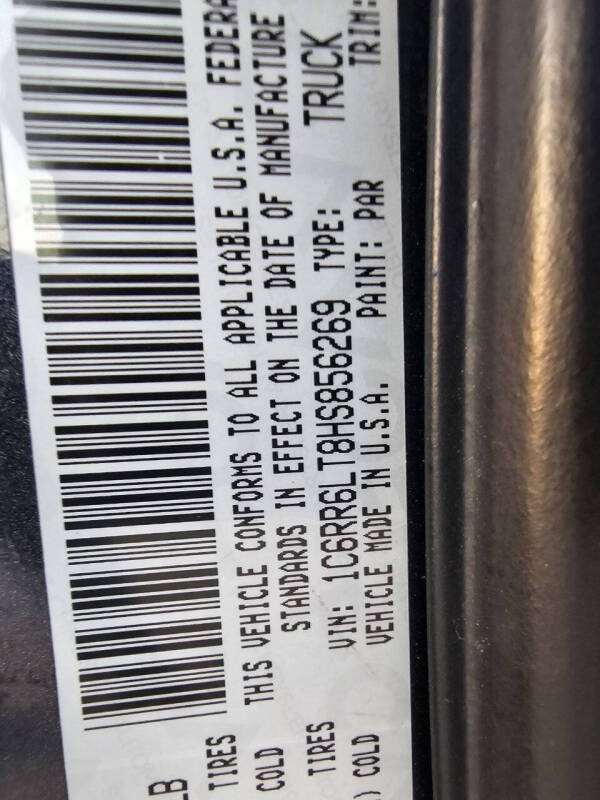 LB
TIRES
COLD
THIS VEHICLE CONFORMS TO ALL APPLICABLE U.S.A.
STANDARDS IN EFFECT ON THE DATE OF MANUFACTURE
VIN: 1C6RR6LT8HS856269 TYPE: TRUCK
VEHICLE MADE IN U.S.A. PAINT: PAR TRIM:
TIRES
) COLD